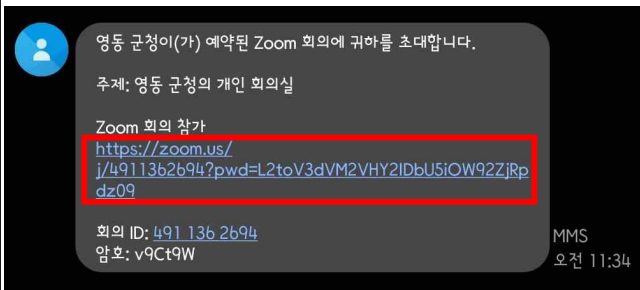 영동 군청이(가) 예약된 Zoom 회의에 귀하를 초대합니다.
주제: 영동 군청의 개인 회의실
Zoom 회의 참가
https://zoom.us/
j/4911362694?pwd=L2toV3dVM2VHY2lDbU5iOW92ZjRp
dz09
회의 ID: 491 136 2694
암호: v9Ct9W
MMS
오전 11:34